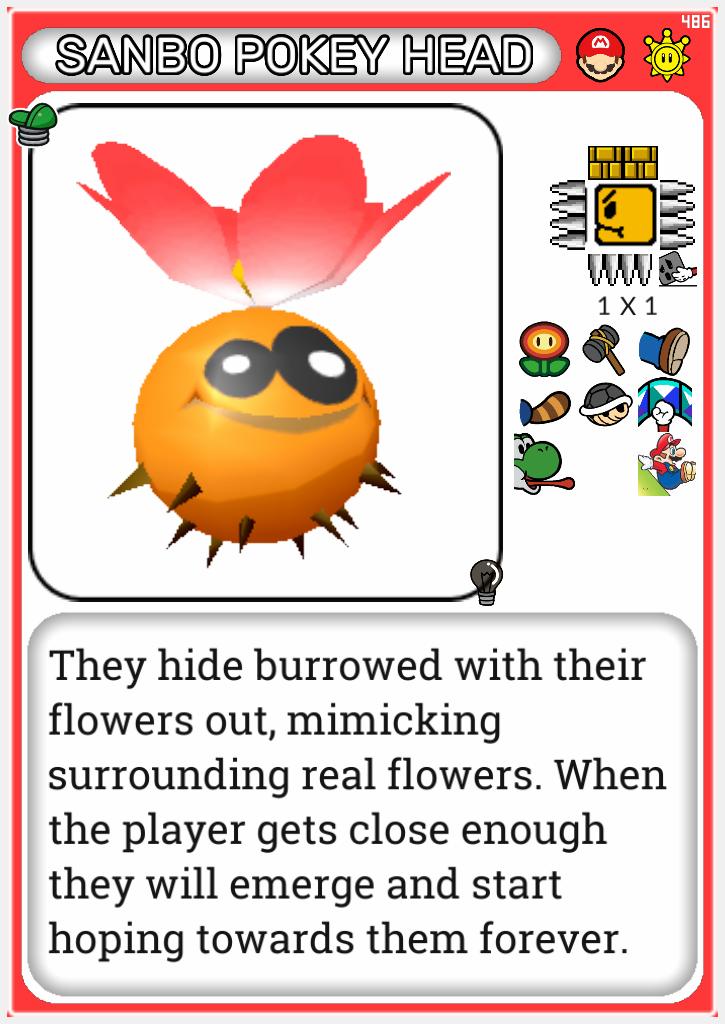 486
SANBO POKEY HEAD
1 X 1
They hide burrowed with their
flowers out, mimicking
surrounding real flowers. When
the player gets close enough
they will emerge and start
hoping towards them forever.